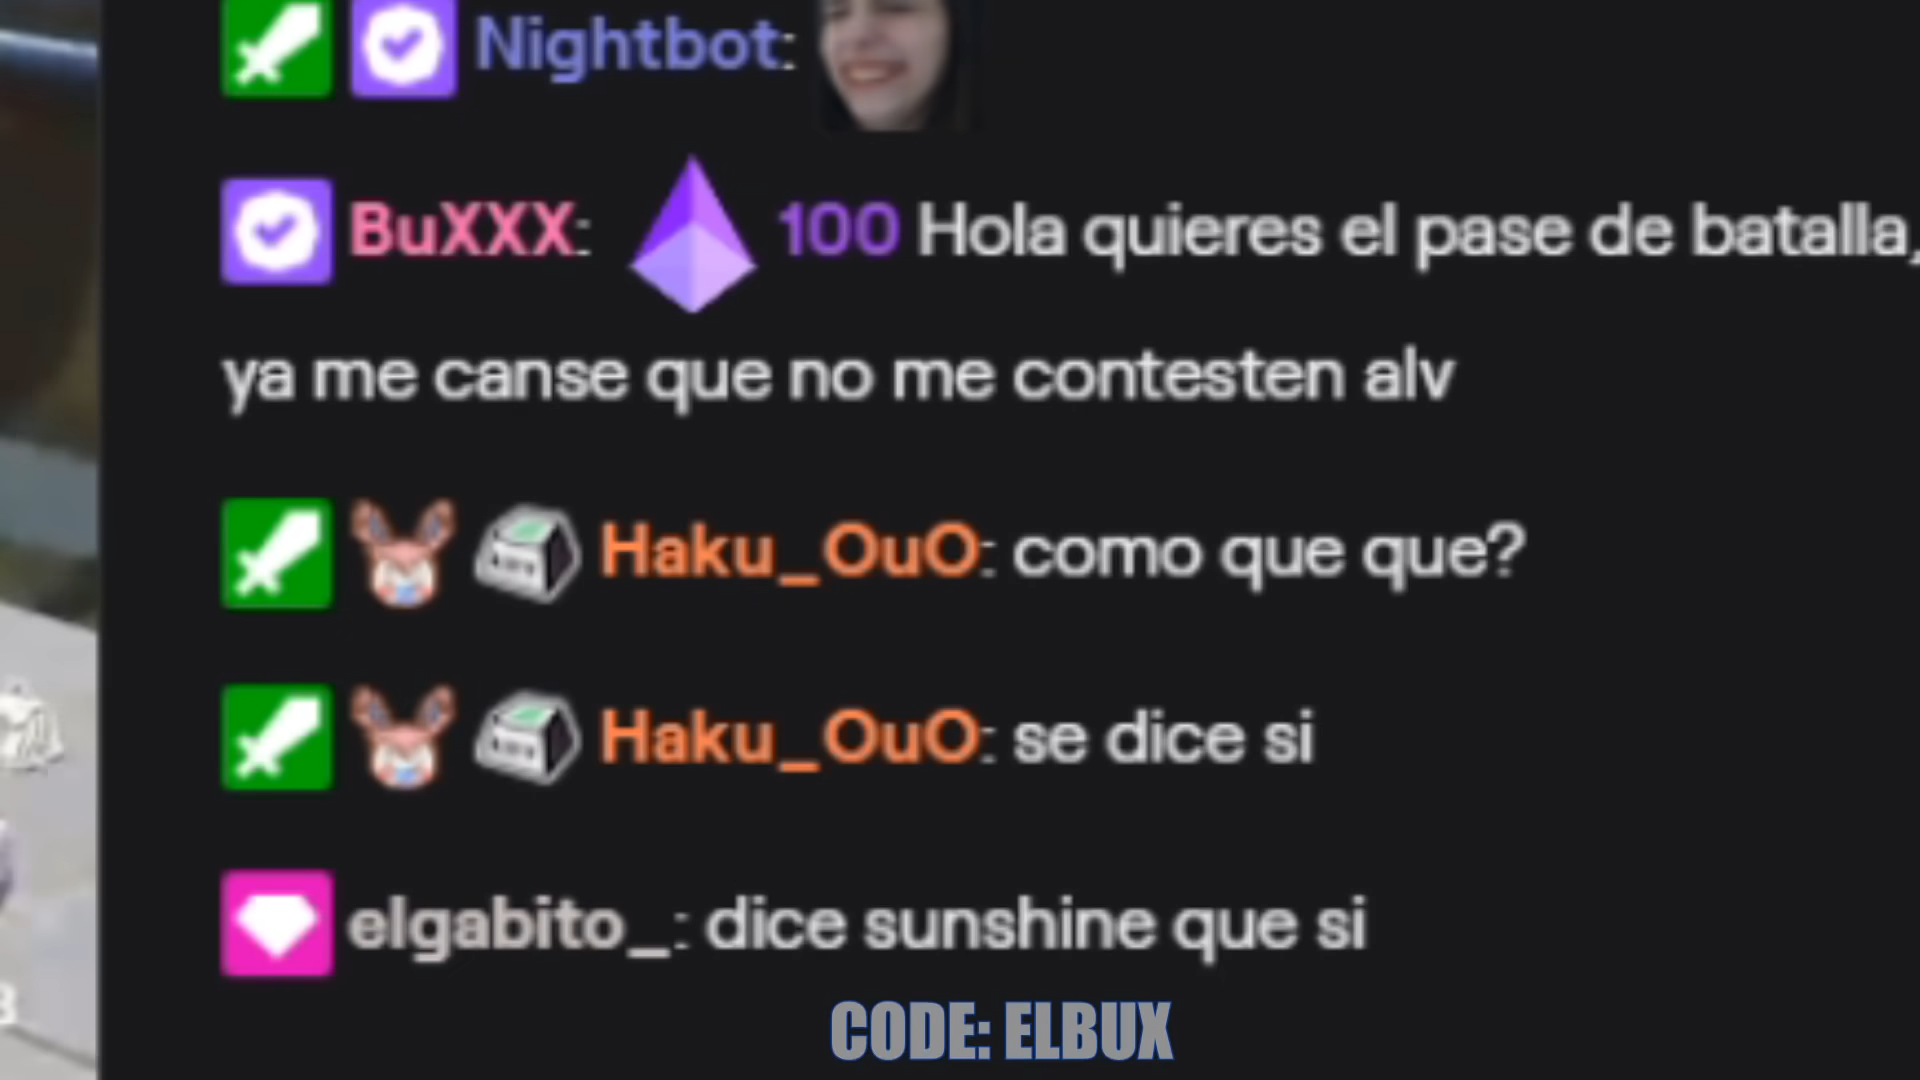 Nightbot:
BuXXX: 100 Hola quieres el pase de batalla,
ya me canse que no me contesten alv
Haku_OuO: como que que?
Haku_OuO: se dice si
elgabito_: dice sunshine que si
CODE: ELBUX